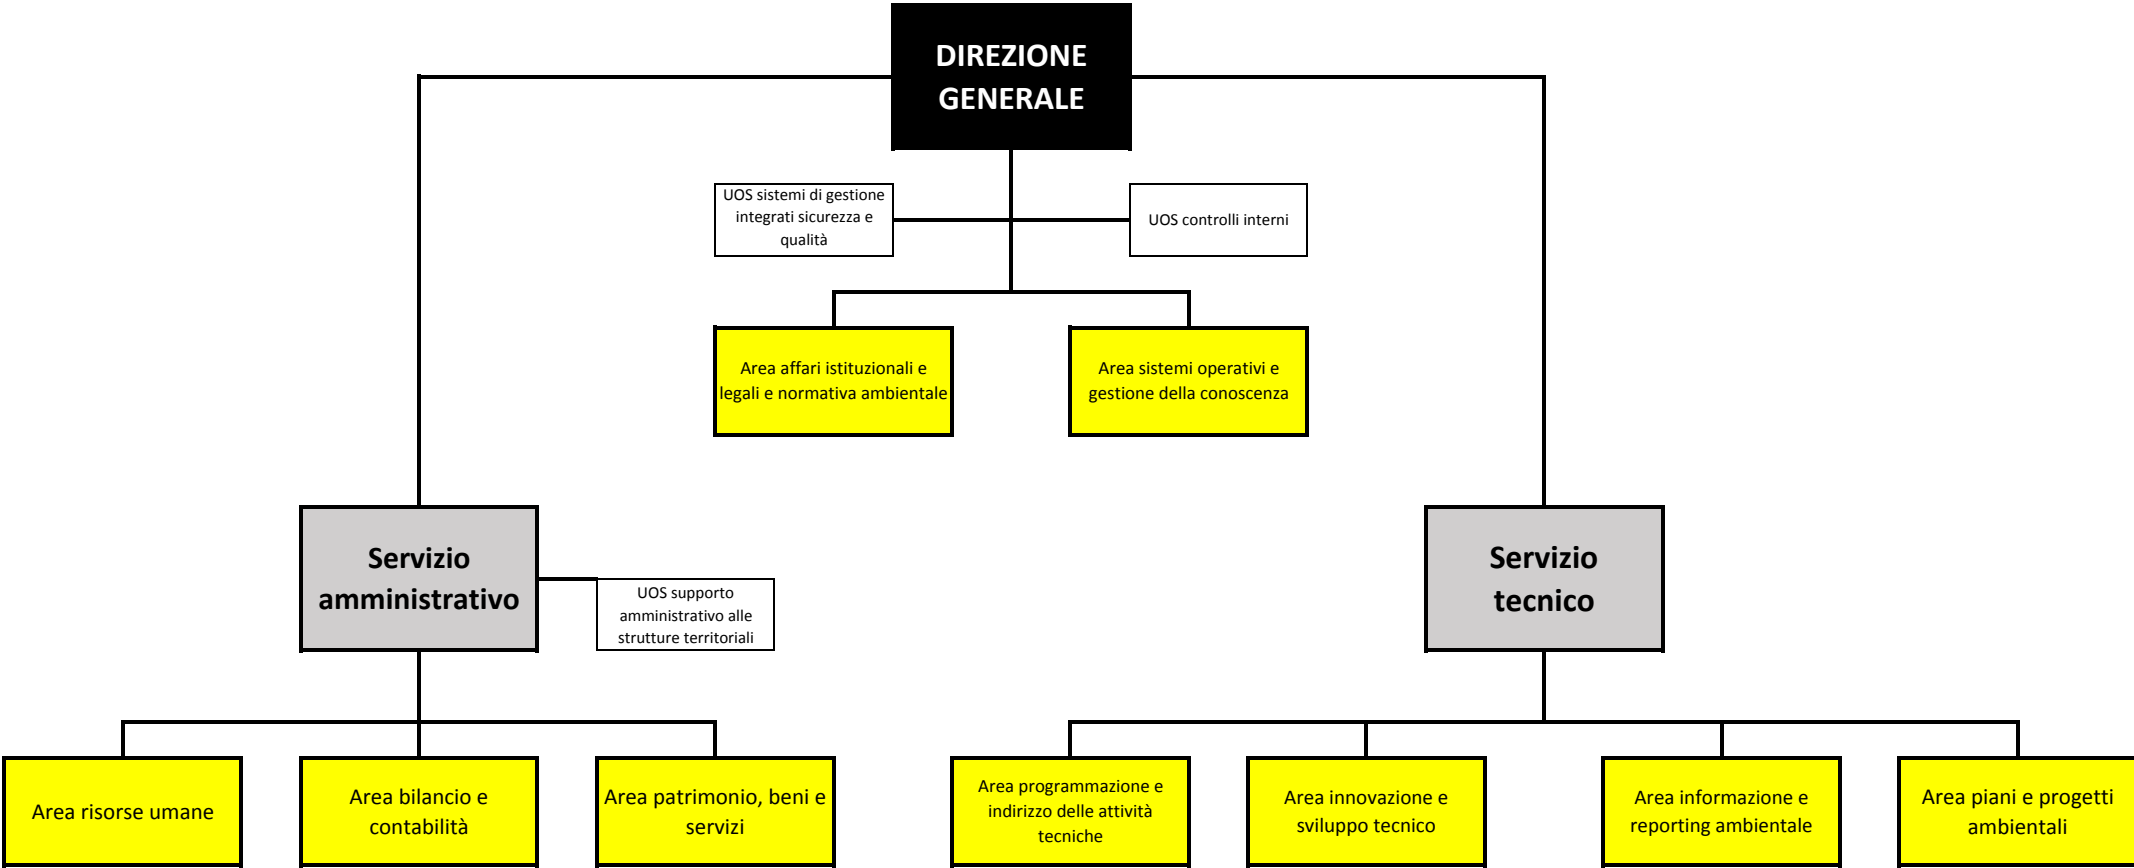 DIREZIONE
GENERALE
UOS sistemi di gestione
integrati sicurezza e
qualità
UOS controlli interni
Area affari istituzionali e
legali e normativa ambientale
Area sistemi operativi e
gestione della conoscenza
Servizio
amministrativo
UOS supporto
amministrativo alle
strutture territoriali
Servizio
tecnico
Area risorse umane
Area bilancio e
contabilità
Area patrimonio, beni e
servizi
Area programmazione e
indirizzo delle attività
tecniche
Area innovazione e
sviluppo tecnico
Area informazione e
reporting ambientale
Area piani e progetti
ambientali